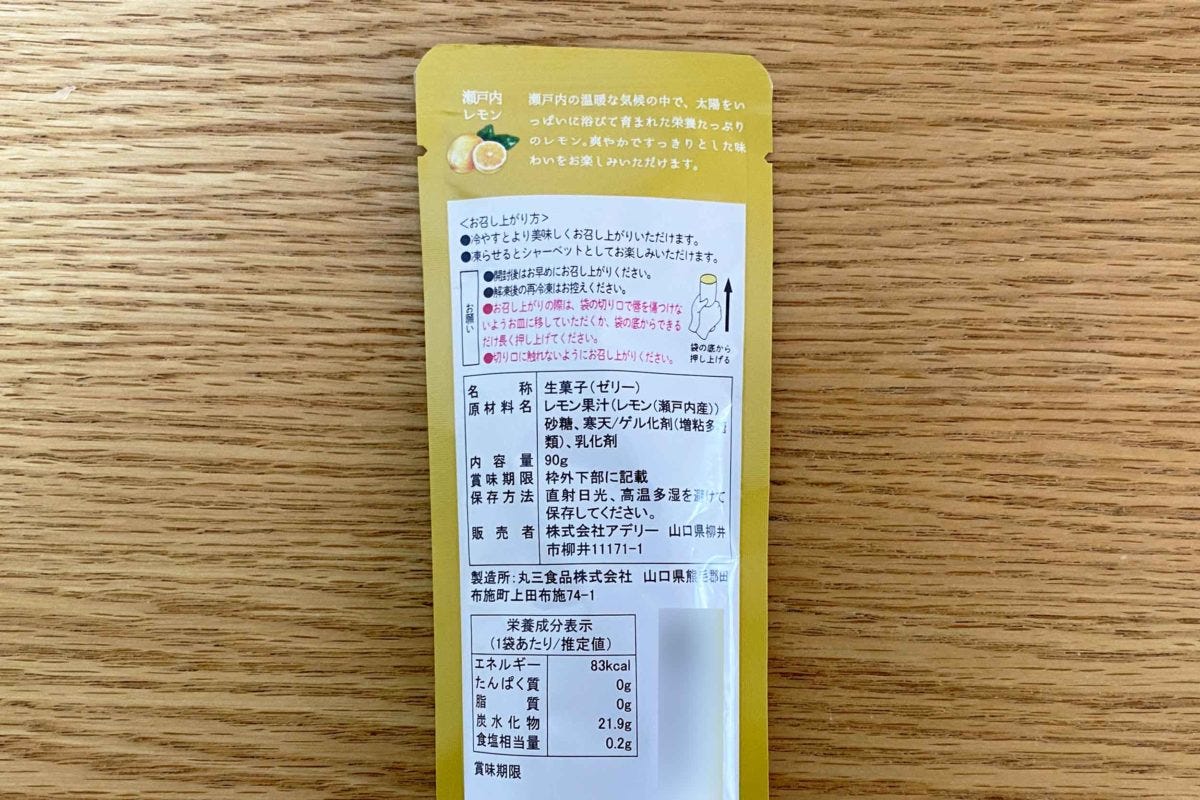 瀬戸内
レモン
瀬戸内の温暖な気候の中で、太陽をい
っぱいに浴びて育まれた栄養たっぷり
のレモン。爽やかですっきりとした味
わいをお楽しみいただけます。
<お召し上がり方>
●冷やすとより美味しくお召し上がりいただけます。
●凍らせるとシャーベットとしてお楽しみいただけます。
お願い
●開封後はお早めにお召し上がりください。
●解凍後の再冷凍はお控えください。
●お召し上がりの際は、袋の切り口で唇を傷つけな
いようお皿に移していただくか、袋の底からできる
だけ長く押し上げてください。
●切り口に触れないようにお召し上がりください。
袋の底から
押し上げる
名称 生菓子(ゼリー)
原材料名 レモン果汁(レモン(瀬戸内産))
砂糖、寒天/ゲル化剤(増粘多
類)、乳化剤
内容量 90g
賞味期限 枠外下部に記載
保存方法 直射日光、高温多湿を避けて
保存してください。
販売者 株式会社アデリー 山口県柳井
市柳井11171-1
製造所:丸三食品株式会社 山口県熊毛郡田
布施町上田布施74-1
栄養成分表示
(1袋あたり/推定値)
エネルギー 83kcal
たんぱく質 0g
脂質 0g
炭水化物 21.9g
食塩相当量 0.2g
賞味期限